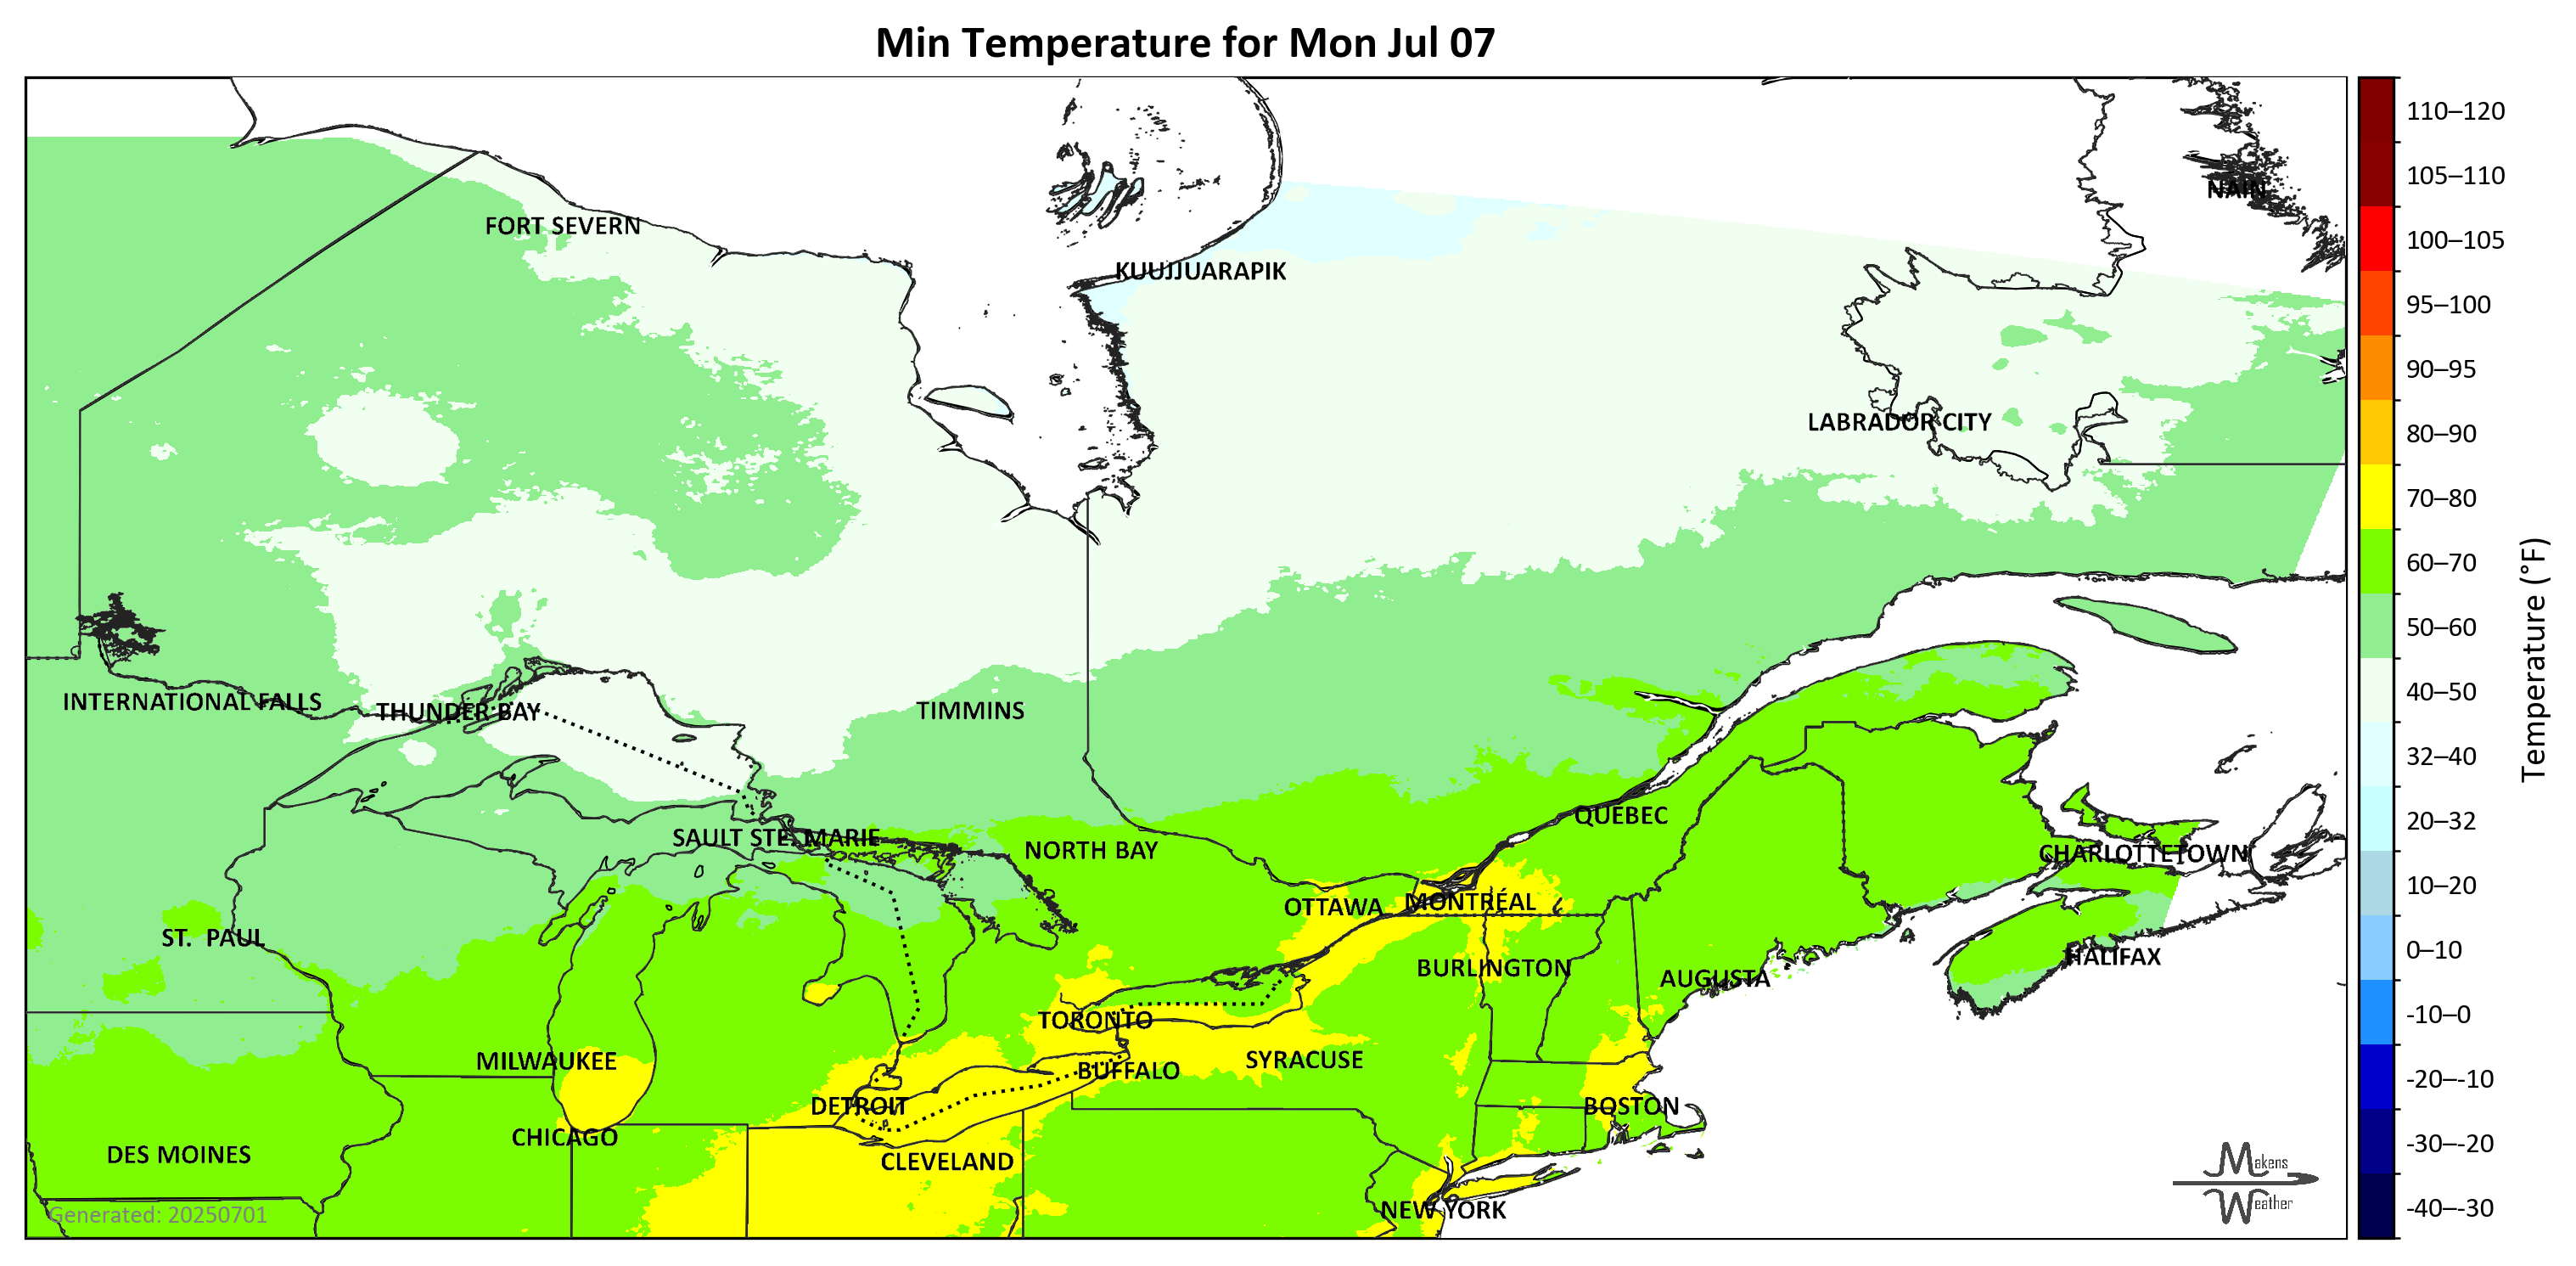 Min Temperature for Mon Jul 07
110–120
105–110
NAIN
FORT SEVERN
100–105
KUUJJUARAPIK
95–100
90–95
LABRADOR CITY
80–90
70–80
60–70
50–60
Temperature (°F)
40–50
INTERNATIONAL FALLS
THUNDER BAY
TIMMINS
32–40
QUEBEC
20–32
SAULT STE. MARIE
NORTH BAY
CHARLOTTETOWN
10–20
OTTAWA
MONTRÉAL
ST.  PAUL
0–10
HALIFAX
BURLINGTON
AUGUSTA
-10–0
TORONTO
MILWAUKEE
SYRACUSE
BUFFALO
-20–-10
DETROIT
BOSTON
CHICAGO
-30–-20
DES MOINES
CLEVELAND
Makens
Weather
NEW YORK
-40–-30
Generated: 20250701